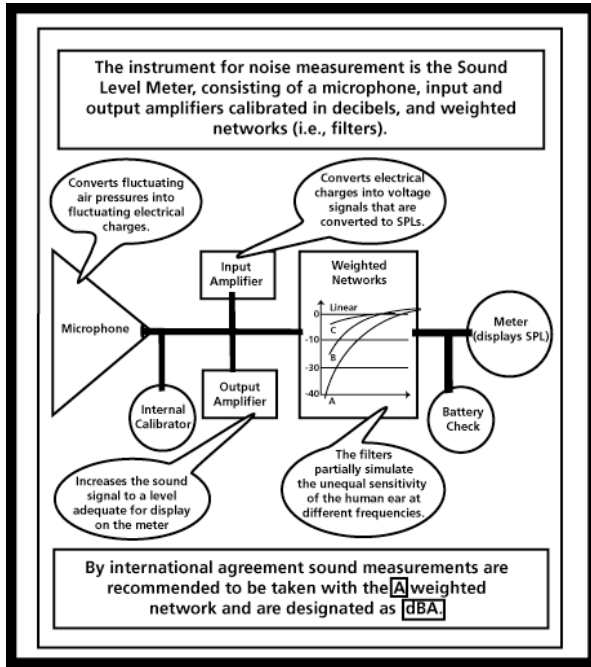 The instrument for noise measurement is the Sound
Level Meter, consisting of a microphone, input and
output amplifiers calibrated in decibels, and weighted
networks (i.e., filters).
Converts fluctuating
air pressures into
fluctuating electrical
charges.
Converts electrical
charges into voltage
signals that are
converted to SPLs.
Input
Amplifier
Weighted
Networks
Linear
0
C
-10
B
-30
-40
A
Microphone
Meter
(displays SPL)
Internal
Calibrator
Output
Amplifier
Battery
Check
Increases the sound
signal to a level
adequate for display
on the meter
The filters
partially simulate
the unequal sensitivity
of the human ear at
different frequencies.
By international agreement sound measurements are
recommended to be taken with the A weighted
network and are designated as dBA.